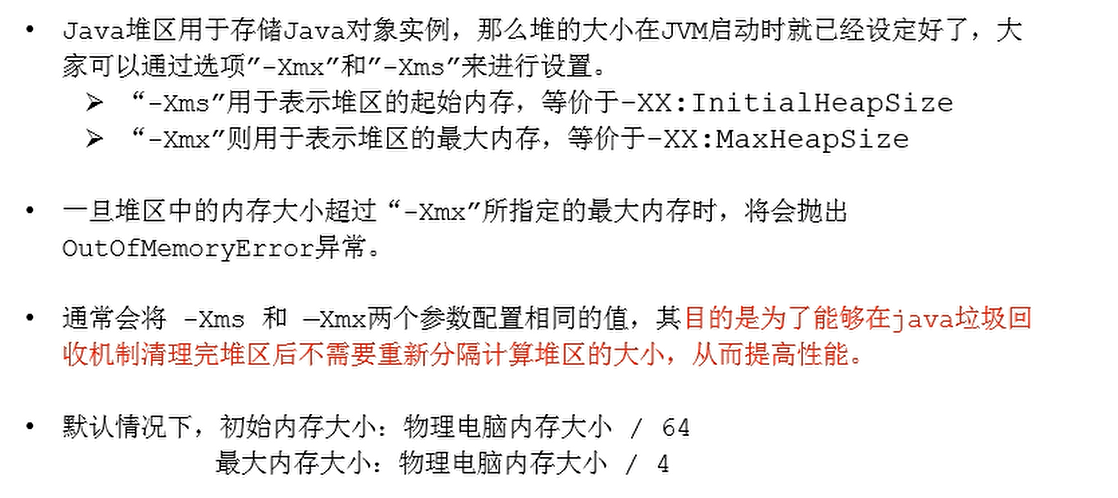 • Java堆区用于存储Java对象实例，那么堆的大小在JVM启动时就已经设定好了，大
家可以通过选项"-Xmx"和"-Xms"来进行设置。
➢ “-Xms”用于表示堆区的起始内存，等价于-XX:InitialHeapSize
➢ “-Xmx”则用于表示堆区的最大内存，等价于-XX:MaxHeapSize
• 一旦堆区中的内存大小超过“-Xmx”所指定的最大内存时，将会抛出
OutOfMemoryError异常。
• 通常会将 -Xms 和 –Xmx两个参数配置相同的值，其目的是为了能够在java垃圾回
收机制清理完堆区后不需要重新分隔计算堆区的大小，从而提高性能。
• 默认情况下，初始内存大小：物理电脑内存大小 / 64
最大内存大小：物理电脑内存大小 / 4